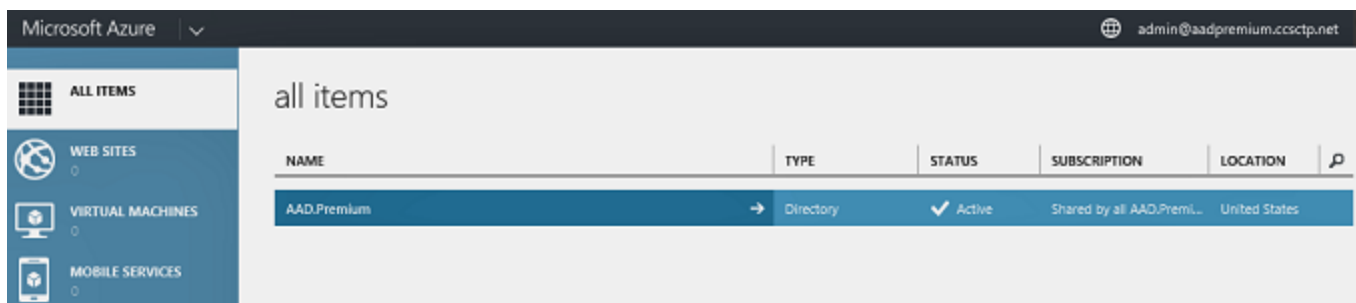 Microsoft Azure admin@aadpremium.ccsctp.net
ALL ITEMS
WEB SITES
0
VIRTUAL MACHINES
0
MOBILE SERVICES
0
all items
NAME TYPE STATUS SUBSCRIPTION LOCATION
AAD.Premium Directory Active Shared by all AAD.Premi... United States